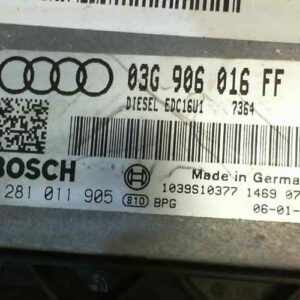 03G 906 016 FF
DIESEL EDC16U1 7364
BOSCH
Made in German
281 011 905 810 BPG
1039S10377 1469 07
06-01-